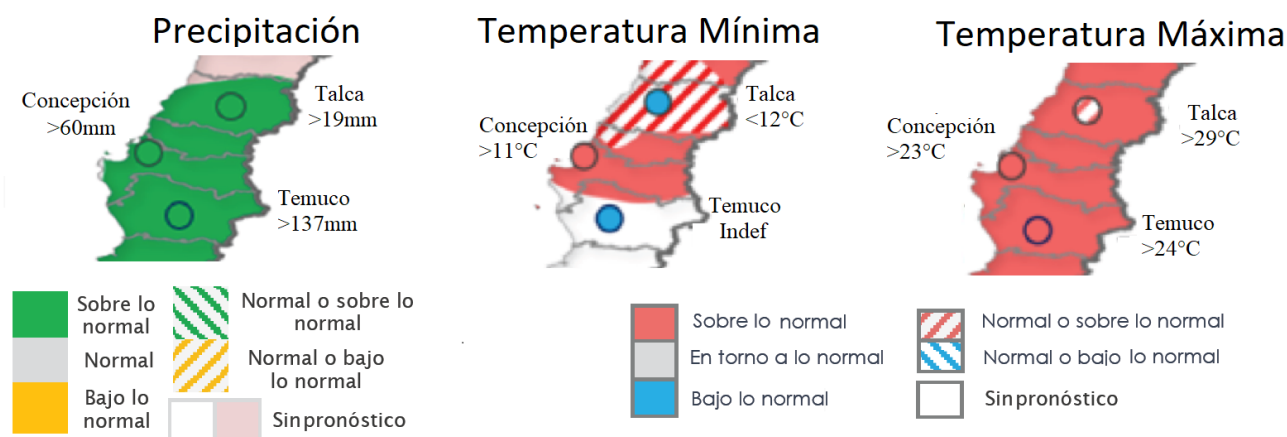 Precipitación
Temperatura Mínima
Temperatura Máxima
Concepción
>60mm
Talca
>19mm
Temuco
>137mm
Concepción
>11°C
Talca
<12°C
Temuco
Indef
Concepción
>23°C
Talca
>29°C
Temuco
>24°C
Sobre lo
normal
Normal
Bajo lo
normal
Normal o sobre lo
normal
Normal o bajo
lo normal
Sin pronóstico
Sobre lo normal
En torno a lo normal
Bajo lo normal
Normal o sobre lo normal
Normal o bajo lo normal
Sin pronóstico